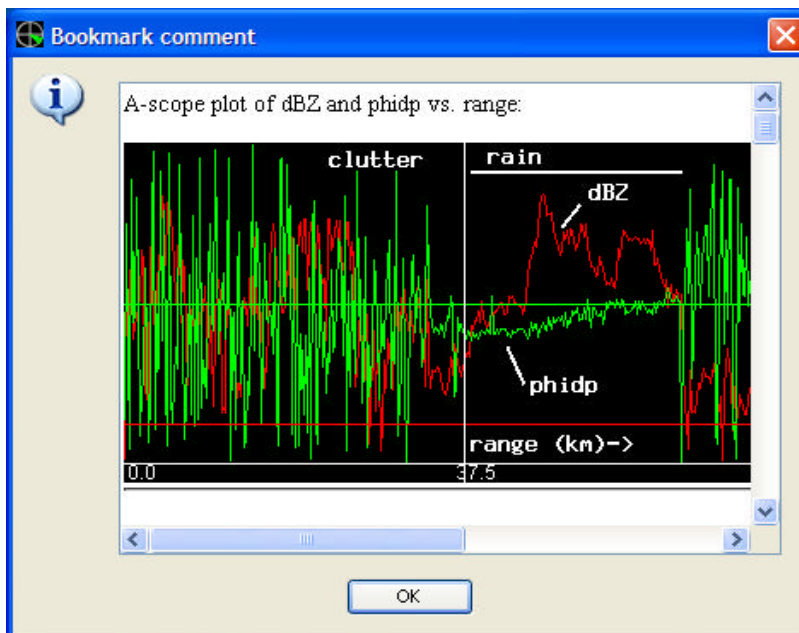 Bookmark comment
A-scope plot of dBZ and phidp vs. range:
clutter
rain
dBZ
phidp
range (km)->
0.0
37.5
OK